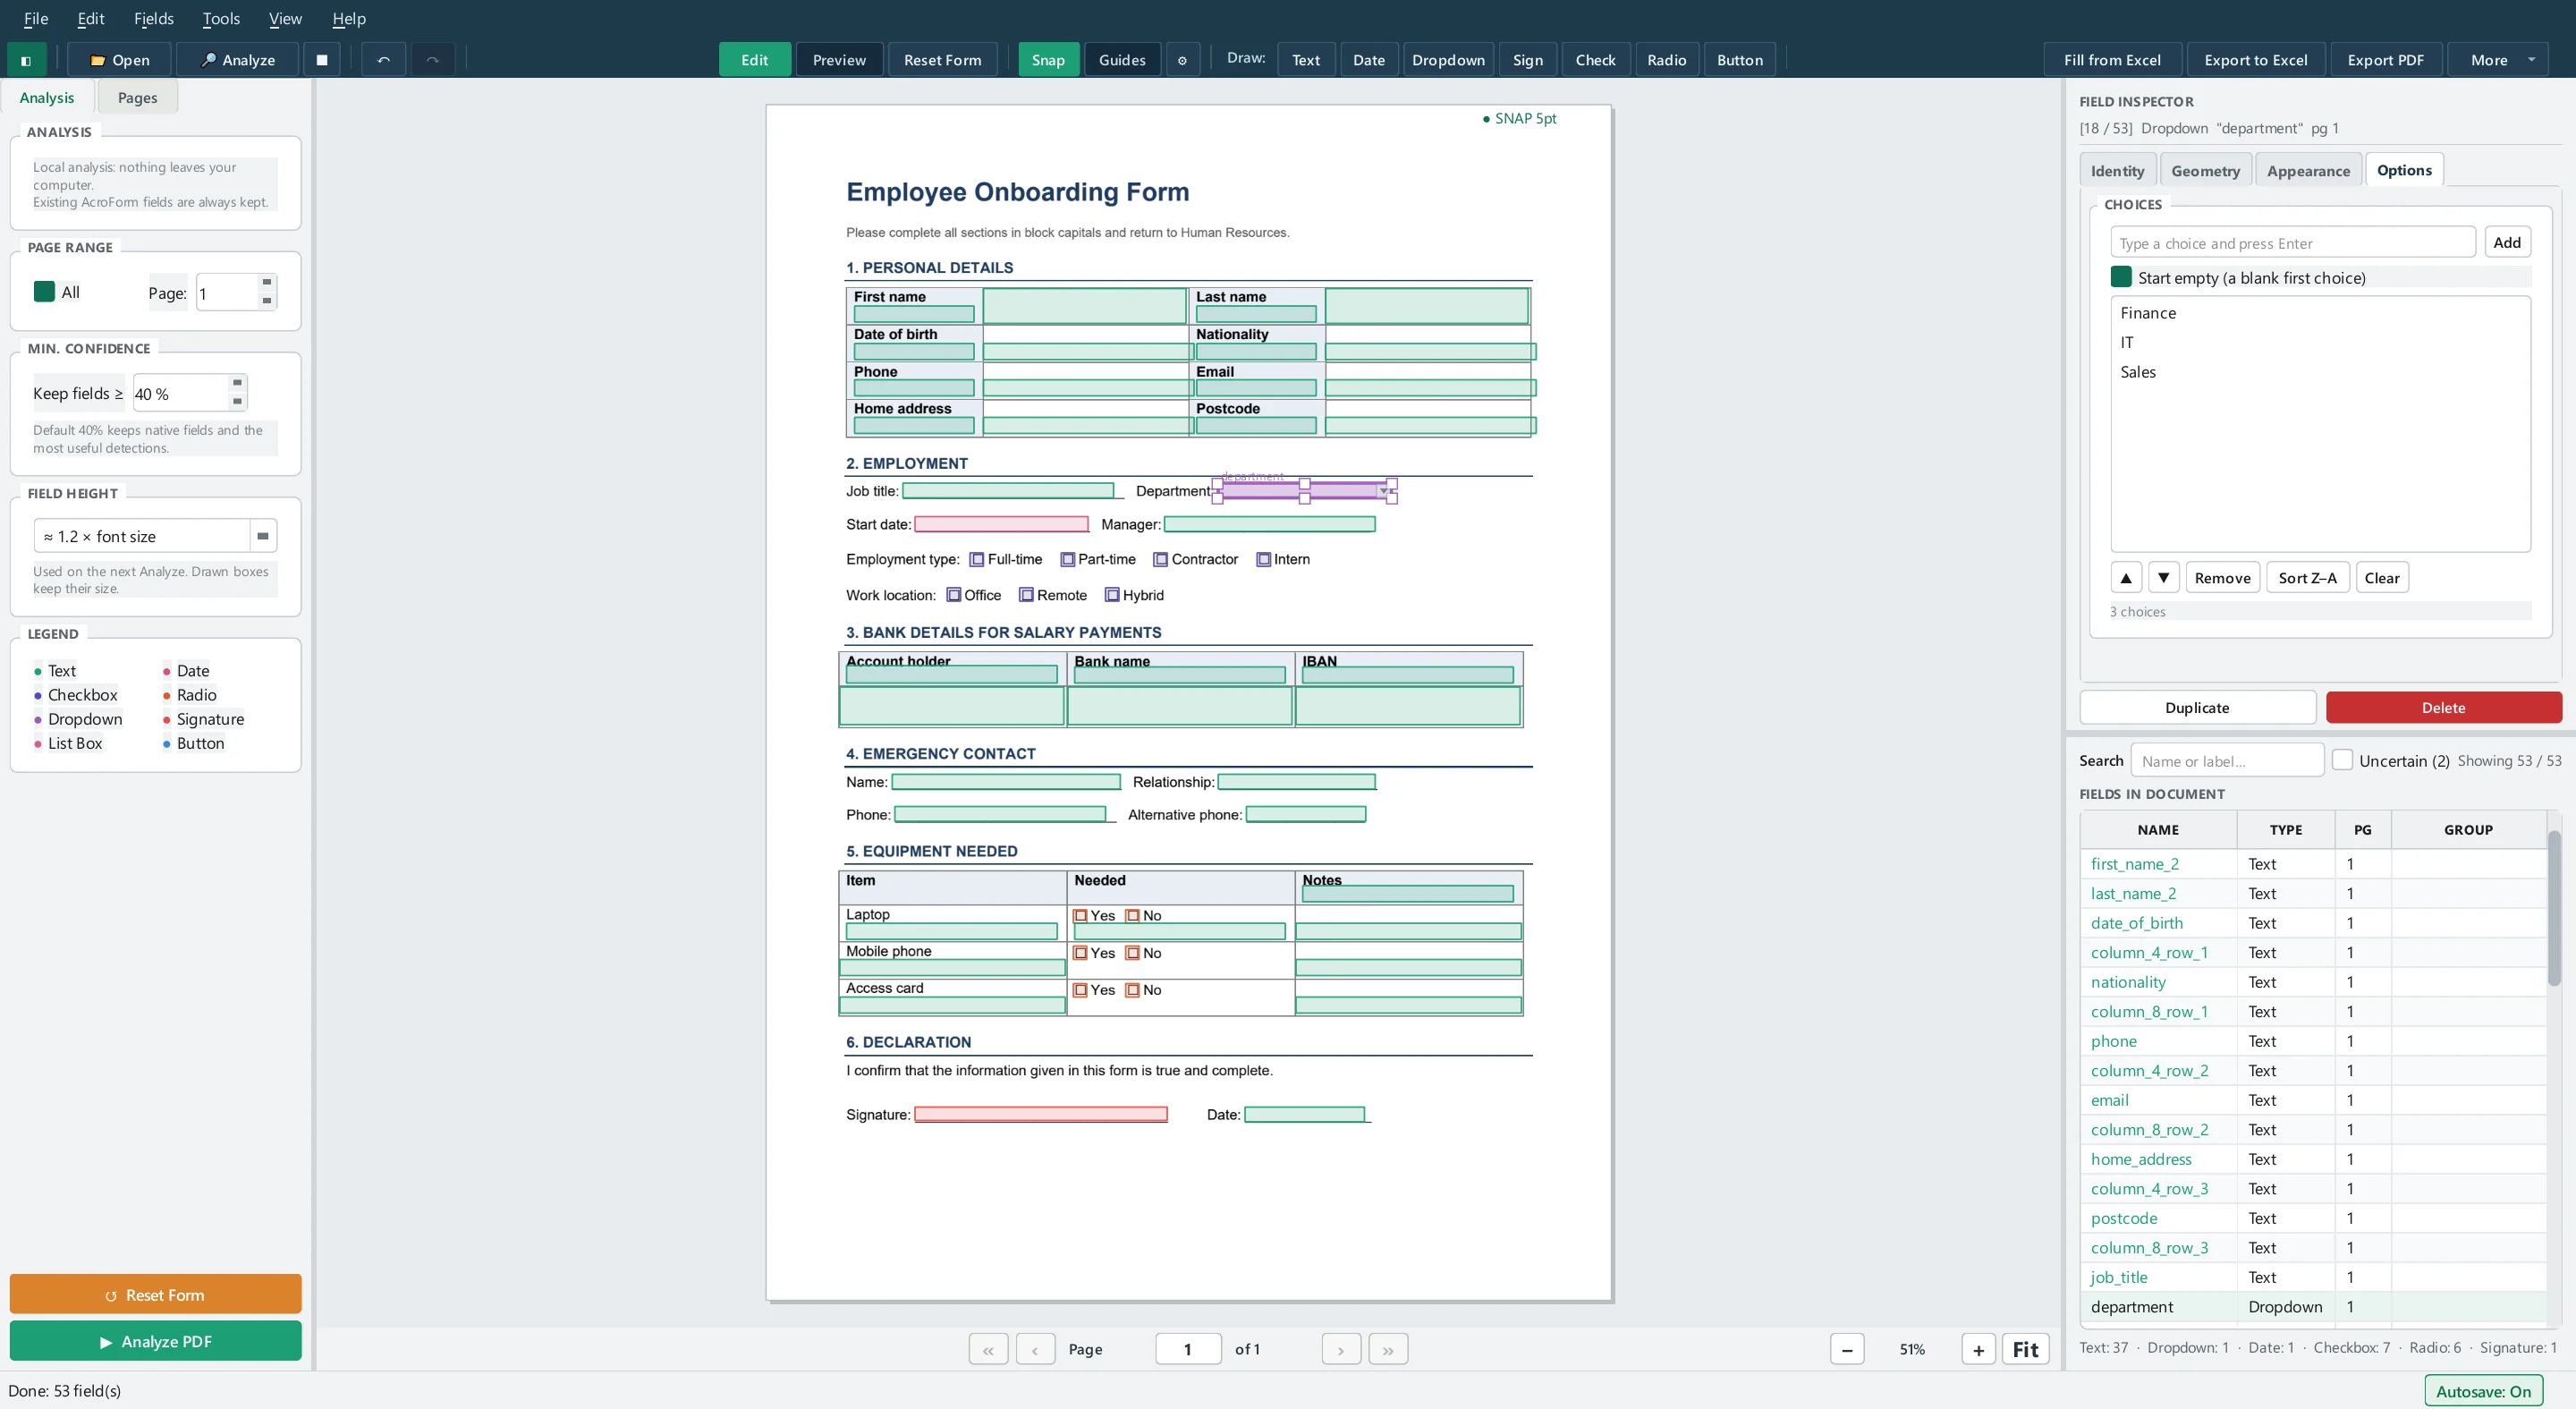 File Edit Fields Tools View Help
Open Analyze Edit Preview Reset Form Snap Guides Draw: Text Date Dropdown Sign Check Radio Button Fill from Excel Export to Excel Export PDF More
Analysis Pages
ANALYSIS
Local analysis: nothing leaves your
computer.
Existing AcroForm fields are always kept.
PAGE RANGE
All Page: 1
MIN. CONFIDENCE
Keep fields ≥ 40 %
Default 40% keeps native fields and the
most useful detections.
FIELD HEIGHT
≈ 1.2 × font size
Used on the next Analyze. Drawn boxes
keep their size.
LEGEND
Text Date
Checkbox Radio
Dropdown Signature
List Box Button
↺ Reset Form
▶ Analyze PDF
● SNAP 5pt
Employee Onboarding Form
Please complete all sections in block capitals and return to Human Resources.
1. PERSONAL DETAILS
First name Last name
Date of birth Nationality
Phone Email
Home address Postcode
2. EMPLOYMENT
department
Job title: Department:
Start date: Manager:
Employment type: Full-time Part-time Contractor Intern
Work location: Office Remote Hybrid
3. BANK DETAILS FOR SALARY PAYMENTS
Account holder Bank name IBAN
4. EMERGENCY CONTACT
Name: Relationship:
Phone: Alternative phone:
5. EQUIPMENT NEEDED
Item Needed Notes
Laptop Yes No
Mobile phone Yes No
Access card Yes No
6. DECLARATION
I confirm that the information given in this form is true and complete.
Signature: Date:
« ‹ Page 1 of 1 › » − 51% + Fit
FIELD INSPECTOR
[18 / 53] Dropdown "department" pg 1
Identity Geometry Appearance Options
CHOICES
Type a choice and press Enter Add
Start empty (a blank first choice)
Finance
IT
Sales
▲ ▼ Remove Sort Z–A Clear
3 choices
Duplicate Delete
Search Name or label... Uncertain (2) Showing 53 / 53
FIELDS IN DOCUMENT
NAME TYPE PG GROUP
first_name_2 Text 1
last_name_2 Text 1
date_of_birth Text 1
column_4_row_1 Text 1
nationality Text 1
column_8_row_1 Text 1
phone Text 1
column_4_row_2 Text 1
email Text 1
column_8_row_2 Text 1
home_address Text 1
column_4_row_3 Text 1
postcode Text 1
column_8_row_3 Text 1
job_title Text 1
department Dropdown 1
Text: 37 · Dropdown: 1 · Date: 1 · Checkbox: 7 · Radio: 6 · Signature: 1
Done: 53 field(s) Autosave: On